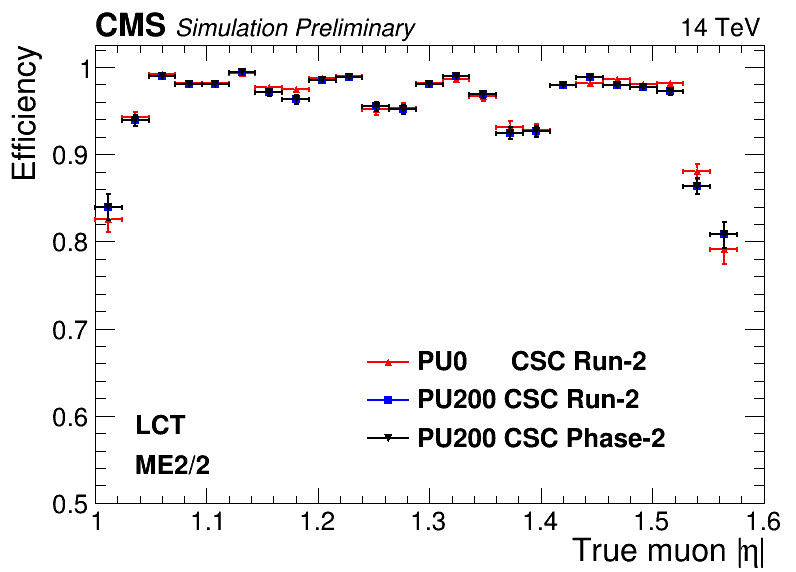 CMS Simulation Preliminary 14 TeV
Efficiency
1
0.9
0.8
0.7
0.6
0.5
PU0 CSC Run-2
PU200 CSC Run-2
PU200 CSC Phase-2
LCT
ME2/2
1 1.1 1.2 1.3 1.4 1.5 1.6
True muon |η|